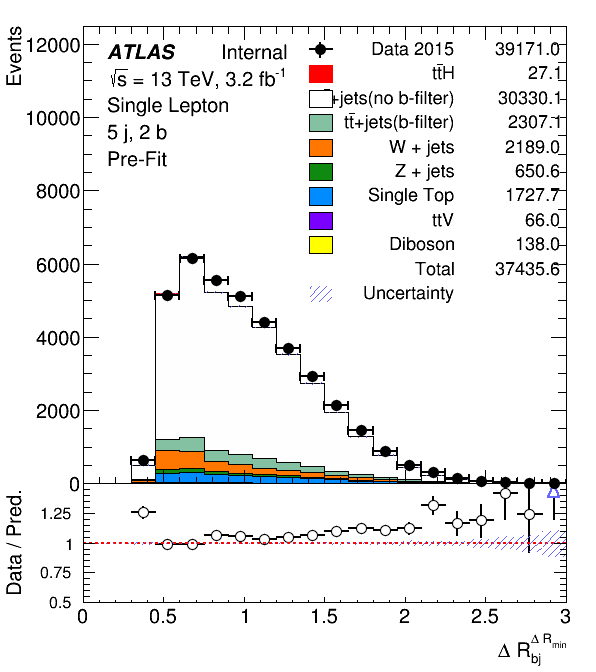 Events
12000
10000
8000
6000
4000
2000
0
ATLAS Internal
√s = 13 TeV, 3.2 fb⁻¹
Single Lepton
5 j, 2 b
Pre-Fit
Data 2015 39171.0
tt̄H 27.1
+jets(no b-filter) 30330.1
tt̄+jets(b-filter) 2307.1
W + jets 2189.0
Z + jets 650.6
Single Top 1727.7
ttV 66.0
Diboson 138.0
Total 37435.6
Uncertainty
Data / Pred.
1.25
1
0.75
0.5
0 0.5 1 1.5 2 2.5 3
Δ R_bj^Δ R_min